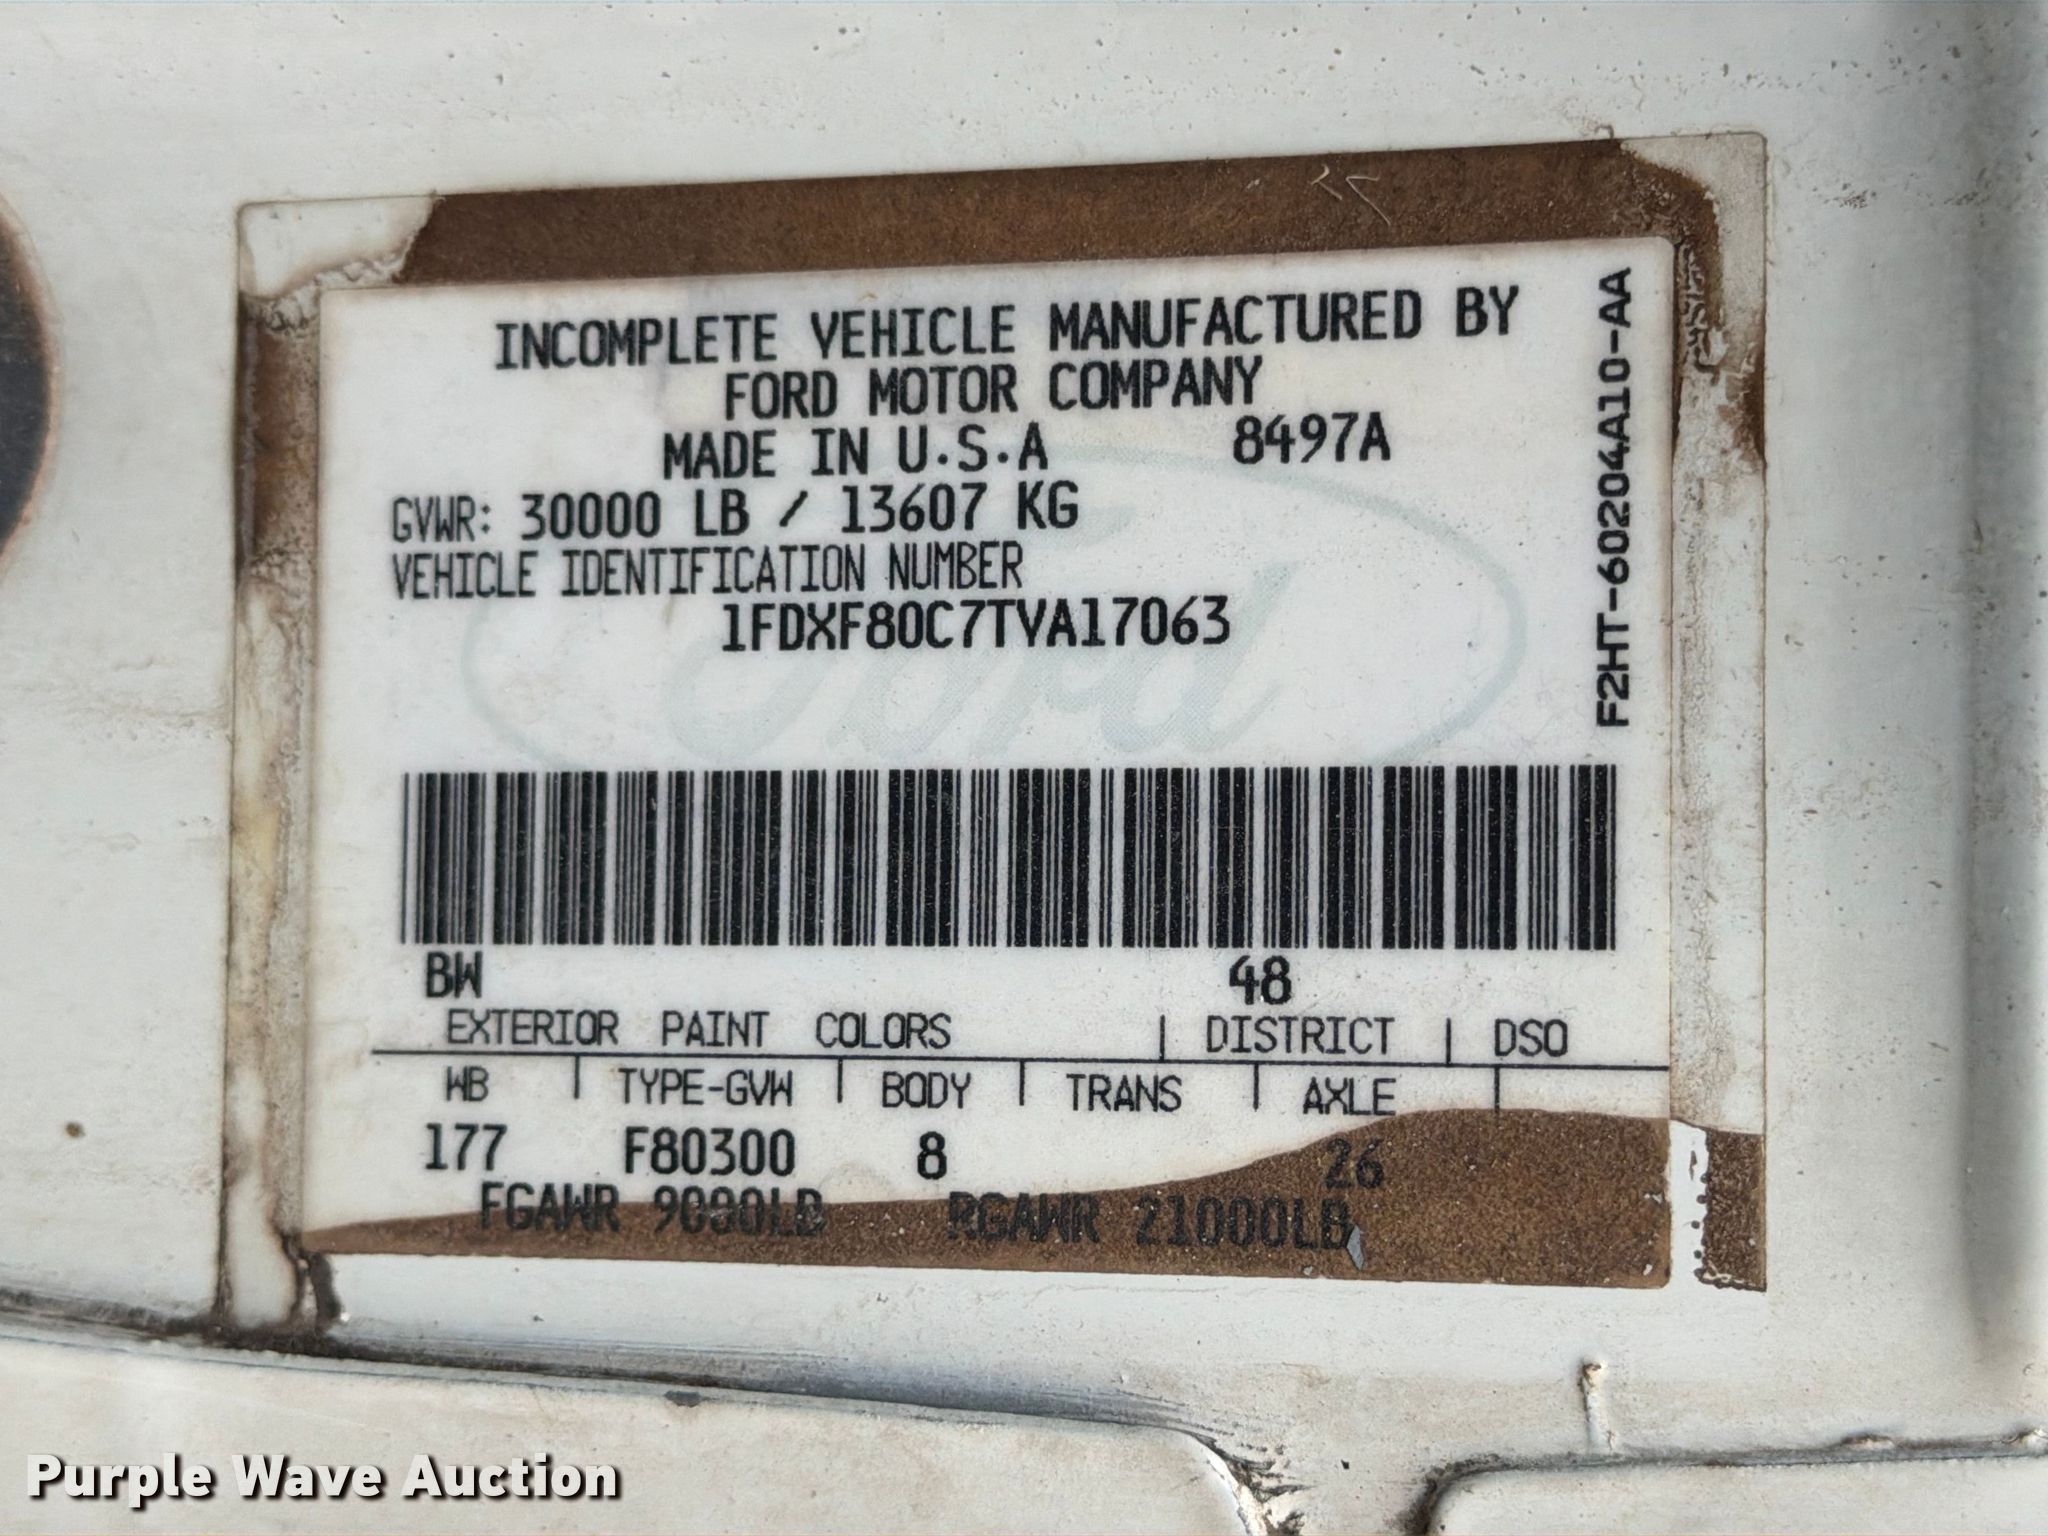 INCOMPLETE VEHICLE MANUFACTURED BY
FORD MOTOR COMPANY
MADE IN U.S.A 8497A
GVWR: 30000 LB / 13607 KG
VEHICLE IDENTIFICATION NUMBER
1FDXF80C7TVA17063
F2HT-60204A10-AA
Ford
BW 48
EXTERIOR PAINT COLORS | DISTRICT | DSO
WB | TYPE-GVW | BODY | TRANS | AXLE |
177 F80300 8 26
FGAWR 9000LB RGAWR 21000LB
Purple Wave Auction